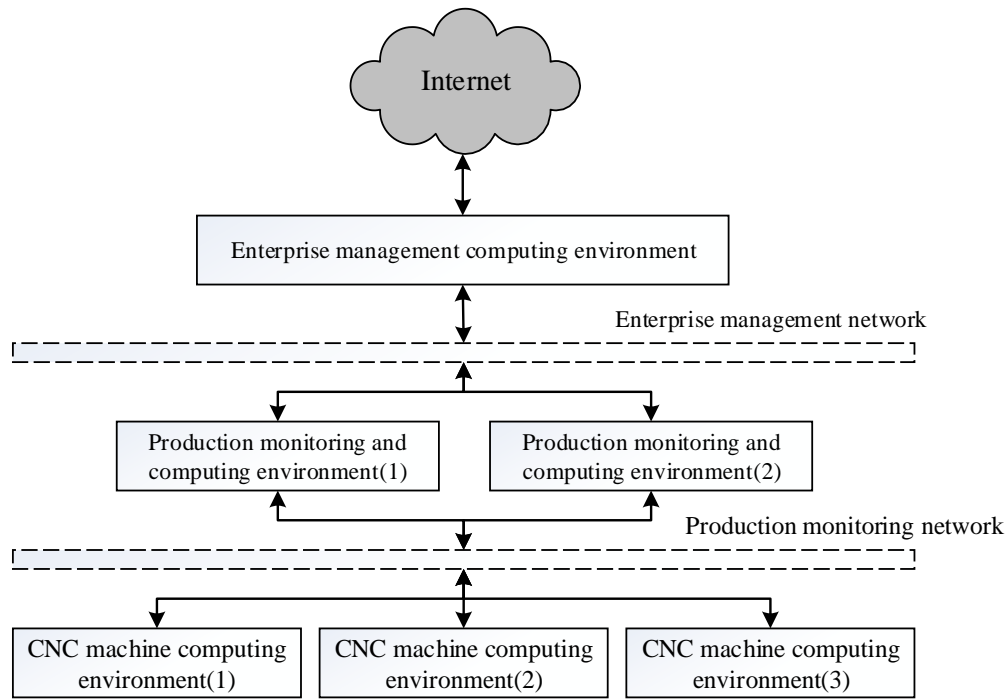 Internet
Enterprise management computing environment
Enterprise management network
Production monitoring and
computing environment(1)
Production monitoring and
computing environment(2)
Production monitoring network
CNC machine computing
environment(1)
CNC machine computing
environment(2)
CNC machine computing
environment(3)